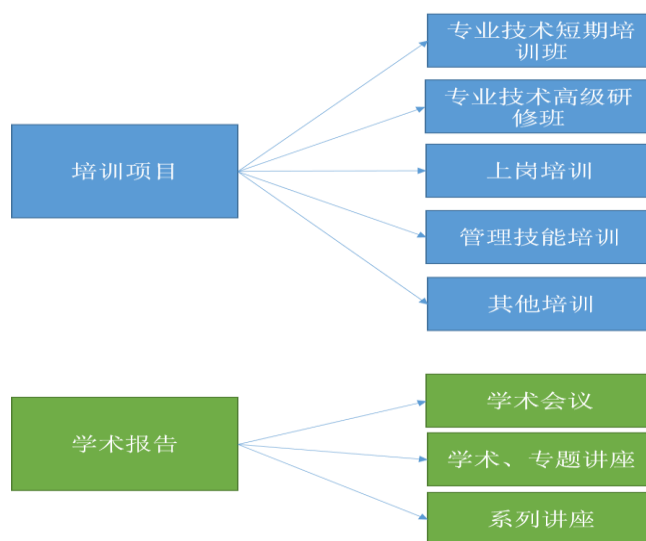 培训项目
专业技术短期培
训班
专业技术高级研
修班
上岗培训
管理技能培训
其他培训
学术报告
学术会议
学术、专题讲座
系列讲座